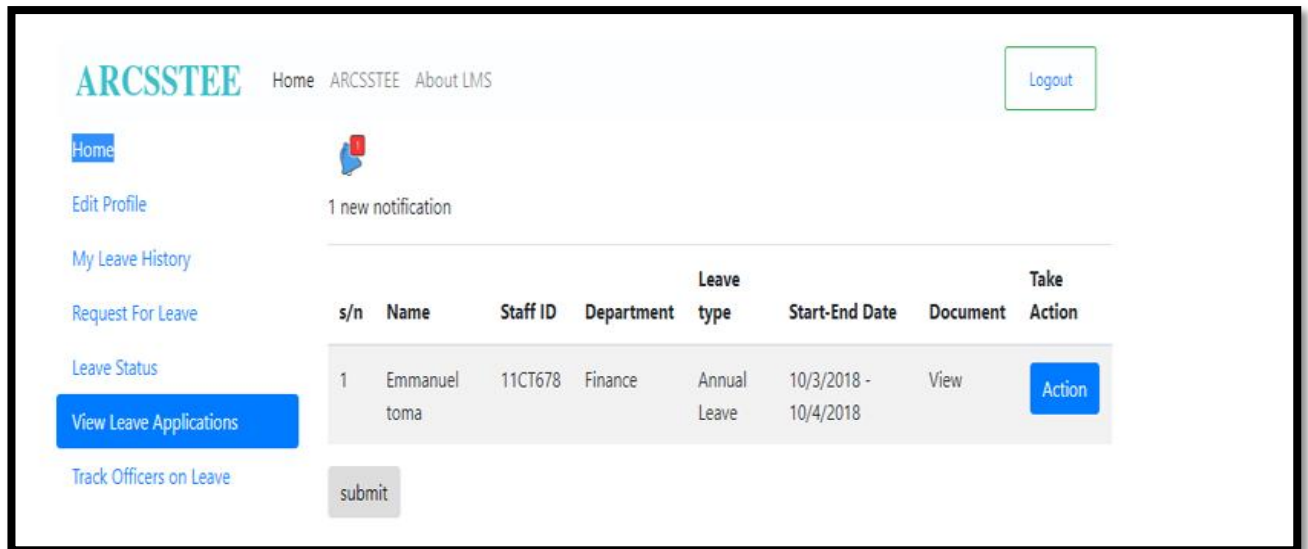 ARCSSTEE Home ARCSSTEE About LMS Logout
Home
Edit Profile
My Leave History
Request For Leave
Leave Status
View Leave Applications
Track Officers on Leave
1 new notification
s/n Name Staff ID Department Leave type Start-End Date Document Take Action
1 Emmanuel toma 11CT678 Finance Annual Leave 10/3/2018 - 10/4/2018 View Action
submit